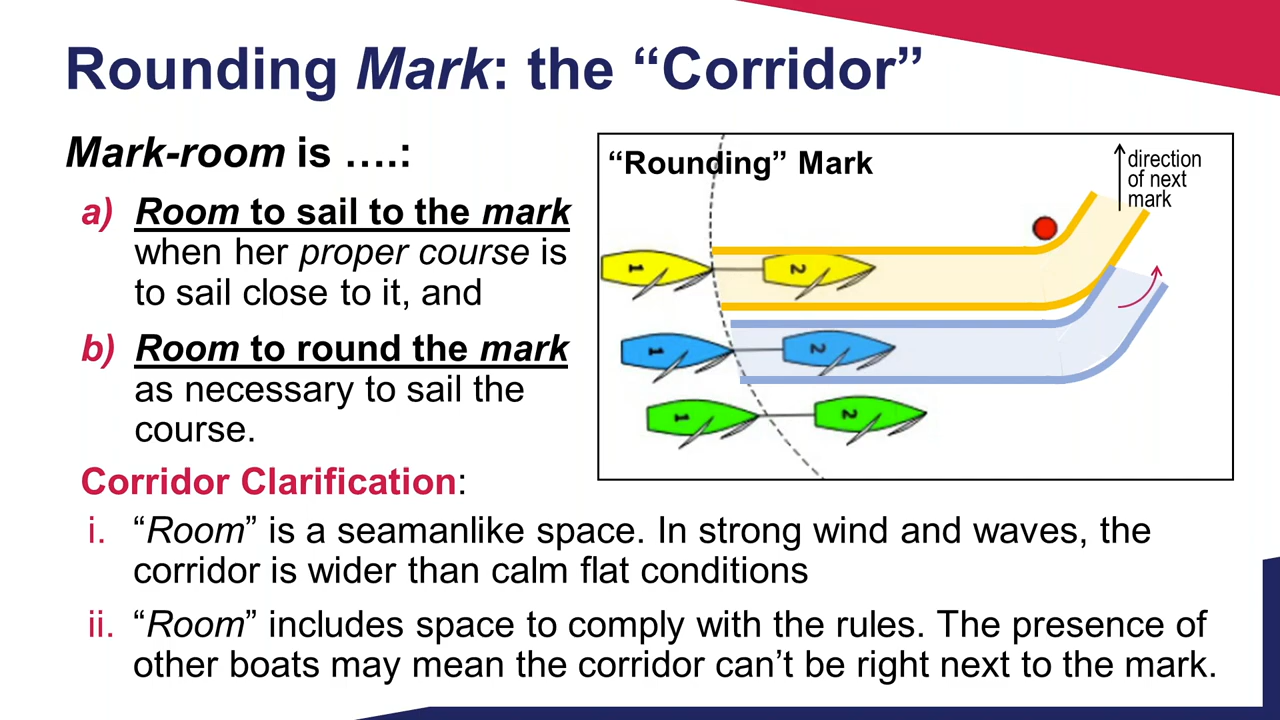 Rounding Mark: the “Corridor”
Mark-room is ….:
a) Room to sail to the mark
when her proper course is
to sail close to it, and
b) Room to round the mark
as necessary to sail the
course.
“Rounding” Mark
direction
of next
mark
1
2
1
2
1
2
Corridor Clarification:
i. “Room” is a seamanlike space. In strong wind and waves, the
corridor is wider than calm flat conditions
ii. “Room” includes space to comply with the rules. The presence of
other boats may mean the corridor can’t be right next to the mark.